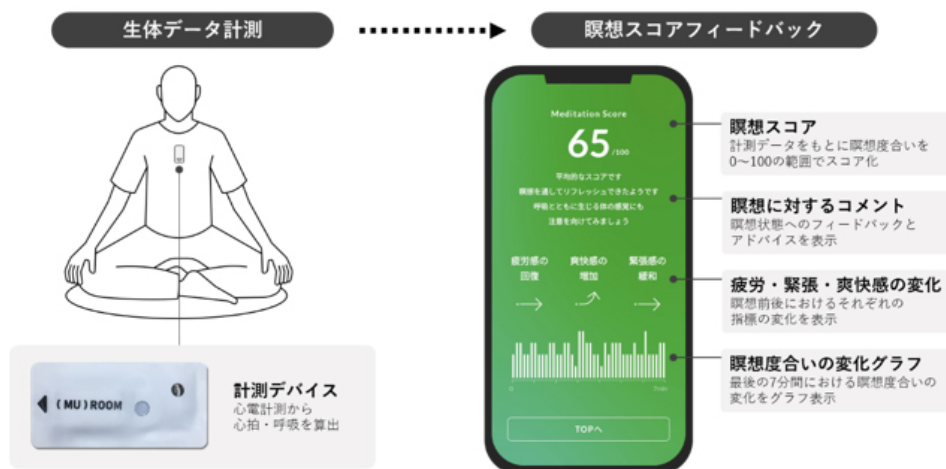 生体データ計測
瞑想スコアフィードバック
計測デバイス
心電計測から
心拍・呼吸を算出
(MU)ROOM
Meditation Score
65/100
平均的なスコアです
瞑想を通してリフレッシュできたようです
呼吸とともに生じる体の感覚にも
注意を向けてみましょう
疲労感の
回復
爽快感の
増加
緊張感の
緩和
0
7min
TOPへ
瞑想スコア
計測データをもとに瞑想度合いを
0〜100の範囲でスコア化
瞑想に対するコメント
瞑想状態へのフィードバックと
アドバイスを表示
疲労・緊張・爽快感の変化
瞑想前後におけるそれぞれの
指標の変化を表示
瞑想度合いの変化グラフ
最後の7分間における瞑想度合いの
変化をグラフ表示